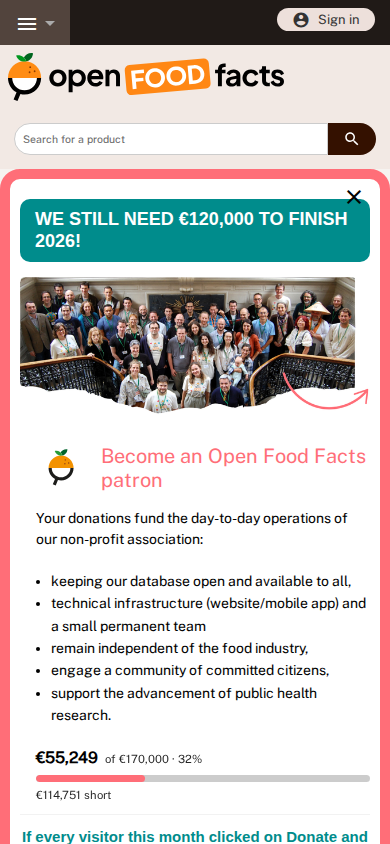 Sign in
open FOOD facts
Search for a product
WE STILL NEED €120,000 TO FINISH
2026!
Become an Open Food Facts
patron
Your donations fund the day-to-day operations of
our non-profit association:
• keeping our database open and available to all,
• technical infrastructure (website/mobile app) and
a small permanent team
• remain independent of the food industry,
• engage a community of committed citizens,
• support the advancement of public health
research.
€55,249 of €170,000 · 32%
€114,751 short
If every visitor this month clicked on Donate and